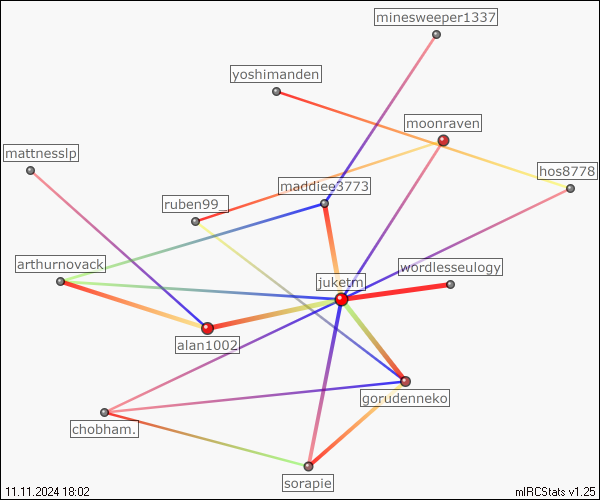 minesweeper1337
yoshimanden
moonraven
mattnesslp
hos8778
maddiee3773
ruben99_
arthurnovack
wordlesseulogy
juketm
alan1002
gorudenneko
chobham.
sorapie
11.11.2024 18:02
mIRCStats v1.25